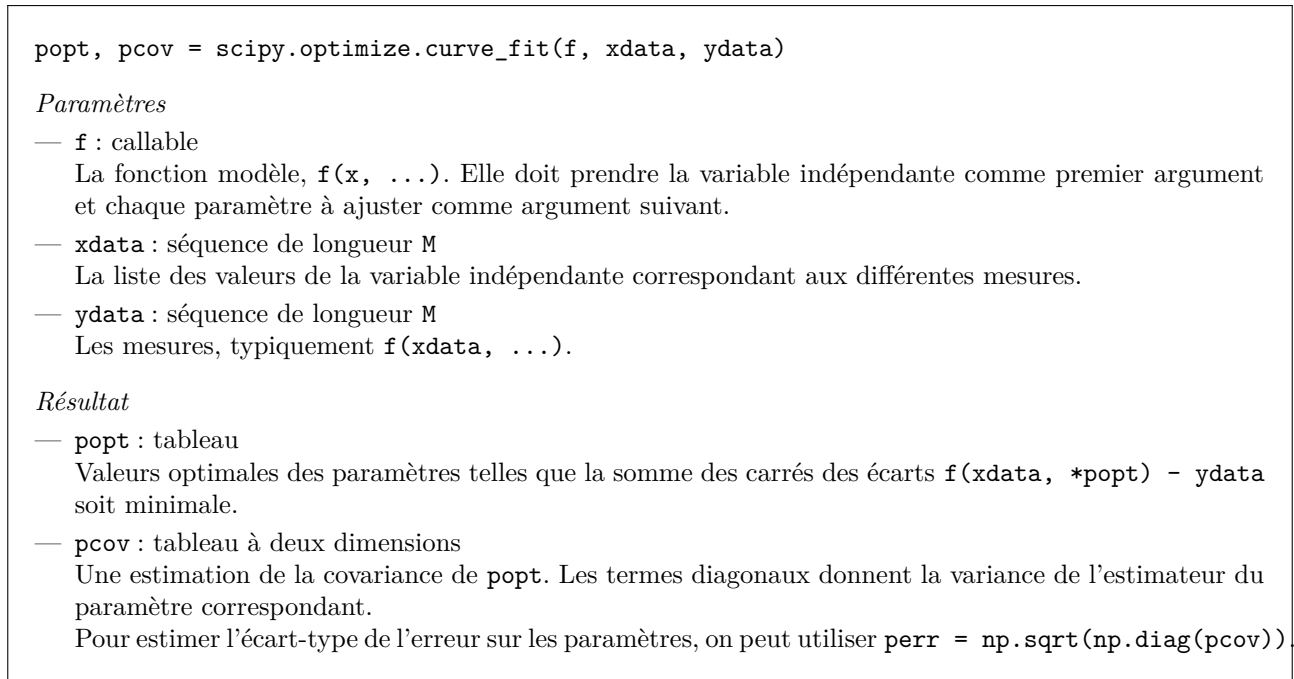 popt, pcov = scipy.optimize.curve_fit(f, xdata, ydata)
Paramètres
— f : callable
La fonction modèle, f(x, ...). Elle doit prendre la variable indépendante comme premier argument
et chaque paramètre à ajuster comme argument suivant.
— xdata : séquence de longueur M
La liste des valeurs de la variable indépendante correspondant aux différentes mesures.
— ydata : séquence de longueur M
Les mesures, typiquement f(xdata, ...).
Résultat
— popt : tableau
Valeurs optimales des paramètres telles que la somme des carrés des écarts f(xdata, *popt) - ydata
soit minimale.
— pcov : tableau à deux dimensions
Une estimation de la covariance de popt. Les termes diagonaux donnent la variance de l'estimateur du
paramètre correspondant.
Pour estimer l'écart-type de l'erreur sur les paramètres, on peut utiliser perr = np.sqrt(np.diag(pcov)).